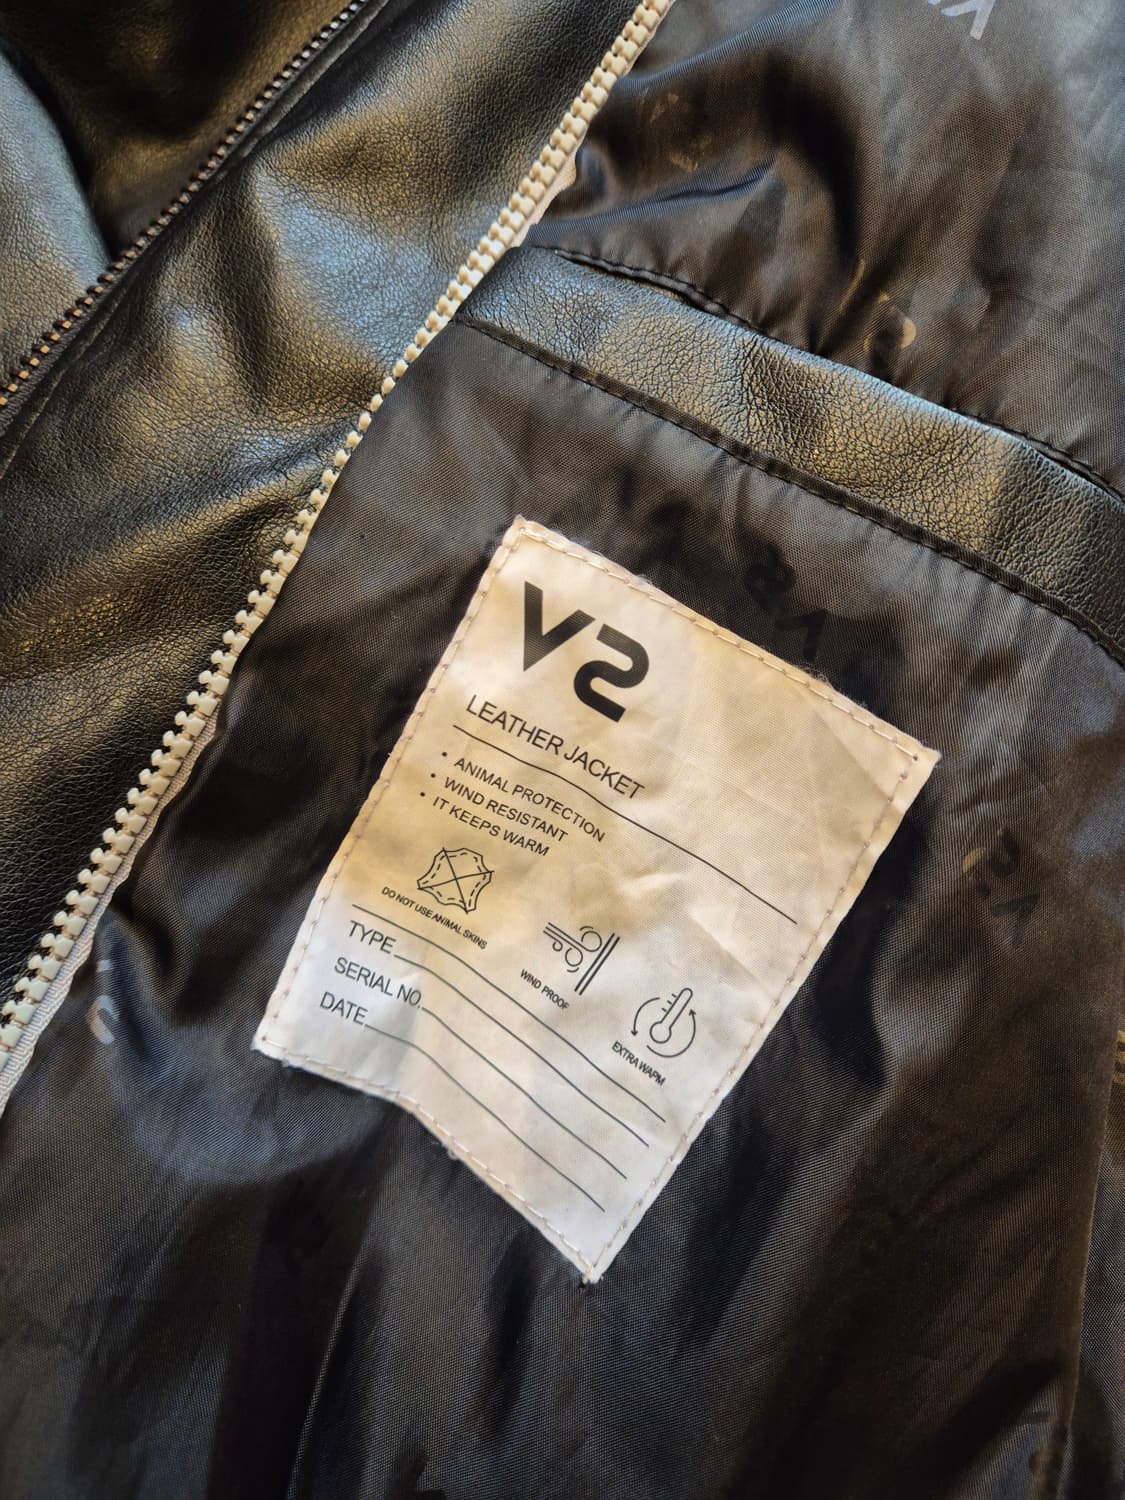 V2
LEATHER JACKET
• ANIMAL PROTECTION
• WIND RESISTANT
• IT KEEPS WARM
DO NOT USE ANIMAL SKINS
WIND PROOF
EXTRA WAPM
TYPE
SERIAL NO.
DATE